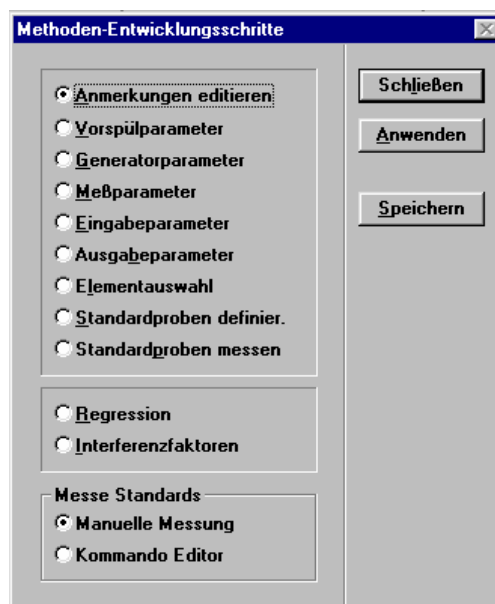 Methoden-Entwicklungsschritte
Anmerkungen editieren
Vorspülparameter
Generatorparameter
Meßparameter
Eingabeparameter
Ausgabeparameter
Elementauswahl
Standardproben definier.
Standardproben messen
Regression
Interferenzfaktoren
Messe Standards
Manuelle Messung
Kommando Editor
Schließen
Anwenden
Speichern